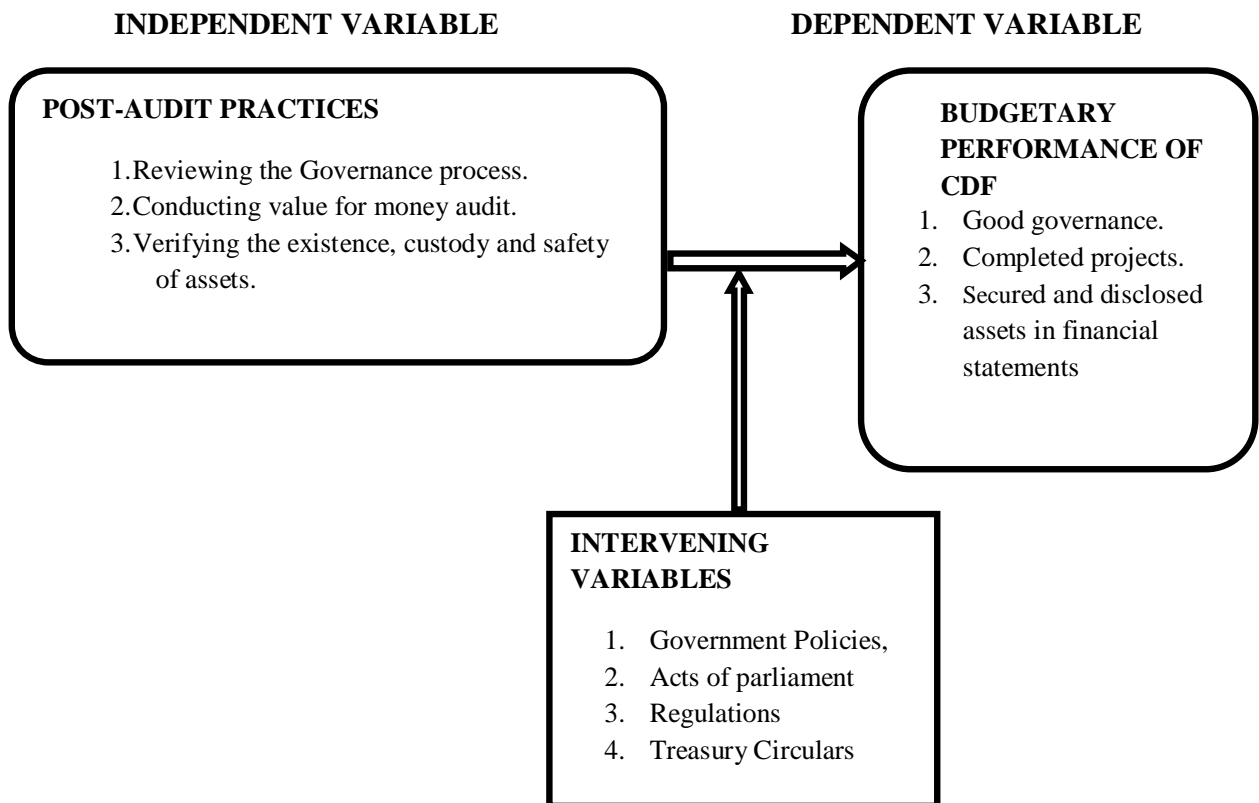 INDEPENDENT VARIABLE
DEPENDENT VARIABLE
POST-AUDIT PRACTICES
1.Reviewing the Governance process.
2.Conducting value for money audit.
3.Verifying the existence, custody and safety
of assets.
BUDGETARY
PERFORMANCE OF
CDF
1. Good governance.
2. Completed projects.
3. Secured and disclosed
assets in financial
statements
INTERVENING
VARIABLES
1. Government Policies,
2. Acts of parliament
3. Regulations
4. Treasury Circulars